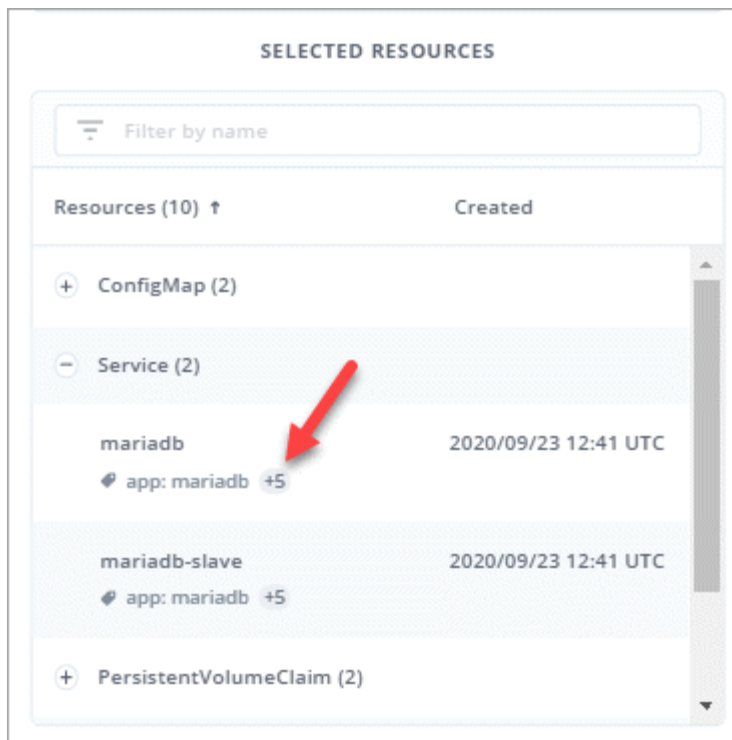 SELECTED RESOURCES
Filter by name
Resources (10) ↑ Created
ConfigMap (2)
Service (2)
mariadb 2020/09/23 12:41 UTC
app: mariadb +5
mariadb-slave 2020/09/23 12:41 UTC
app: mariadb +5
PersistentVolumeClaim (2)